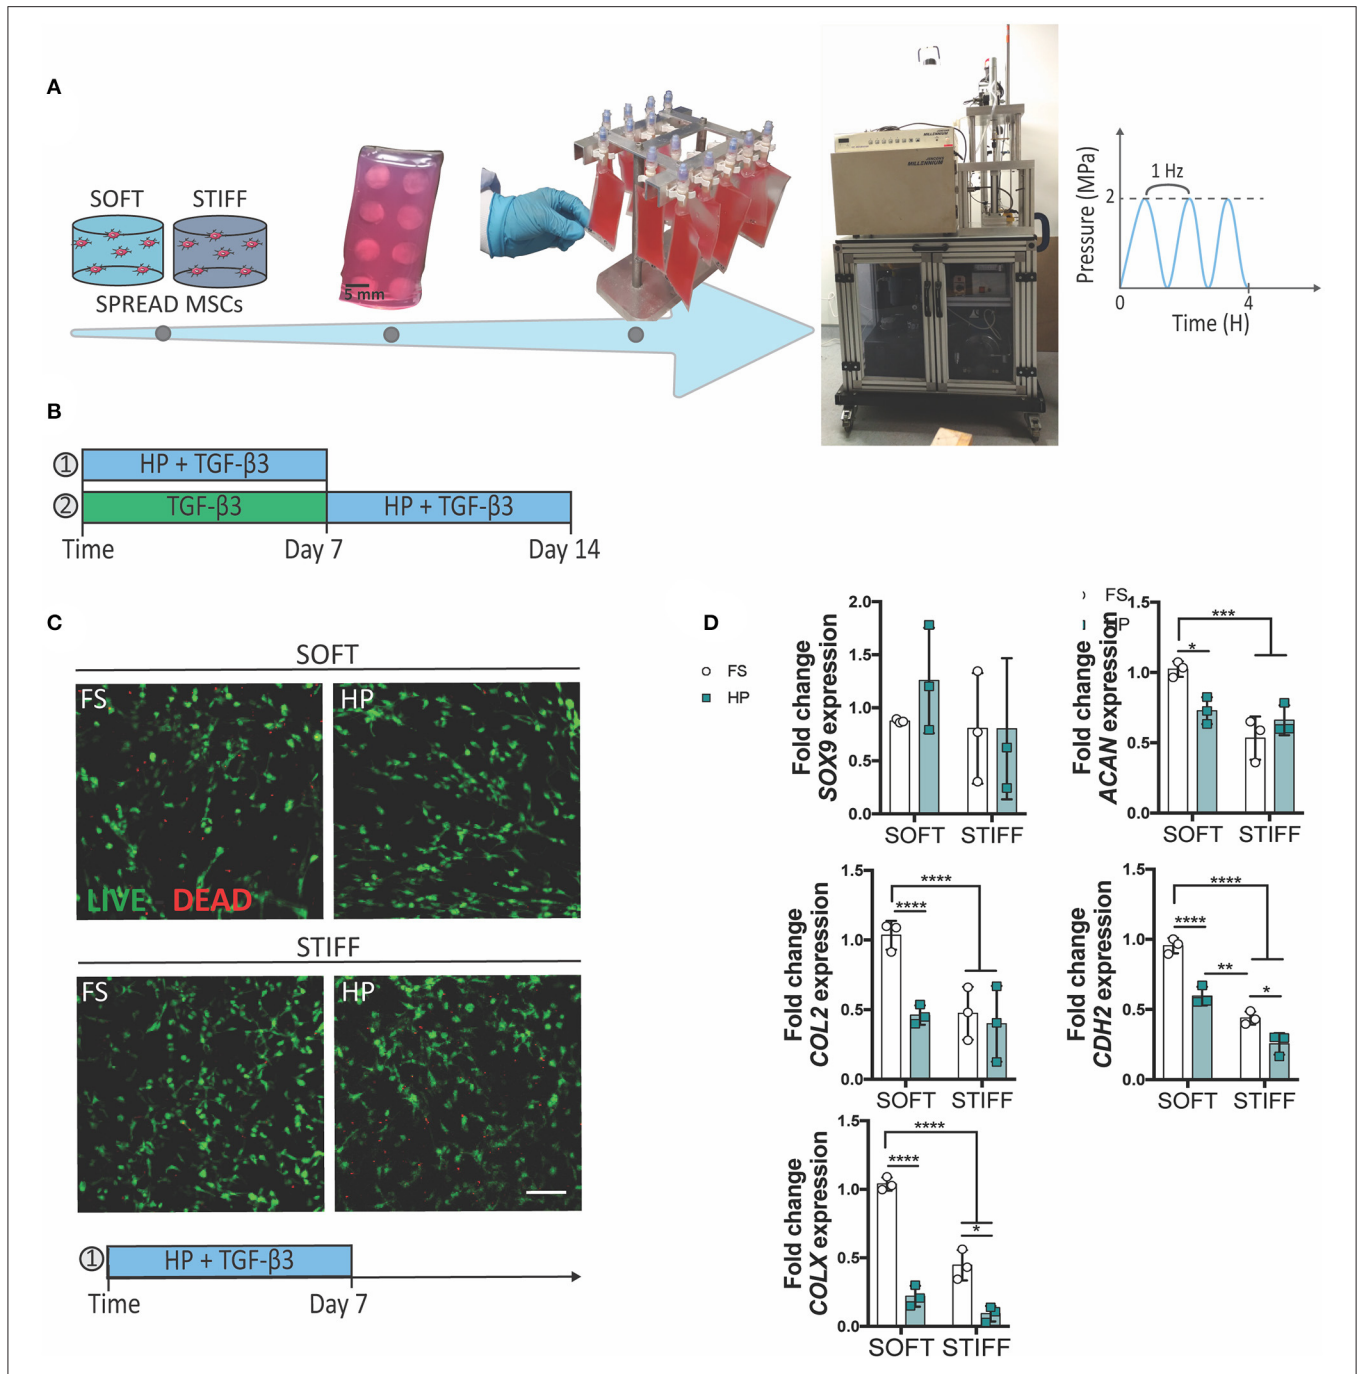 A
SOFT STIFF
SPREAD MSCs
5 mm
MILLENNIUM
Pressure (MPa)
2
1 Hz
0 4
Time (H)
B
1 HP + TGF-β3
2 TGF-β3 HP + TGF-β3
Time Day 7 Day 14
C
SOFT
FS HP
LIVE DEAD
STIFF
FS HP
1 HP + TGF-β3
Time Day 7
D
FS
HP
Fold change
SOX9 expression
2.0
1.5
1.0
0.5
0.0
SOFT STIFF
FS
HP
Fold change
ACAN expression
1.5
1.0
0.5
0.0
***
*
SOFT STIFF
Fold change
COL2 expression
1.5
1.0
0.5
0.0
****
****
SOFT STIFF
Fold change
CDH2 expression
1.5
1.0
0.5
0.0
****
****
**
*
SOFT STIFF
Fold change
COLX expression
1.5
1.0
0.5
0.0
****
****
*
SOFT STIFF